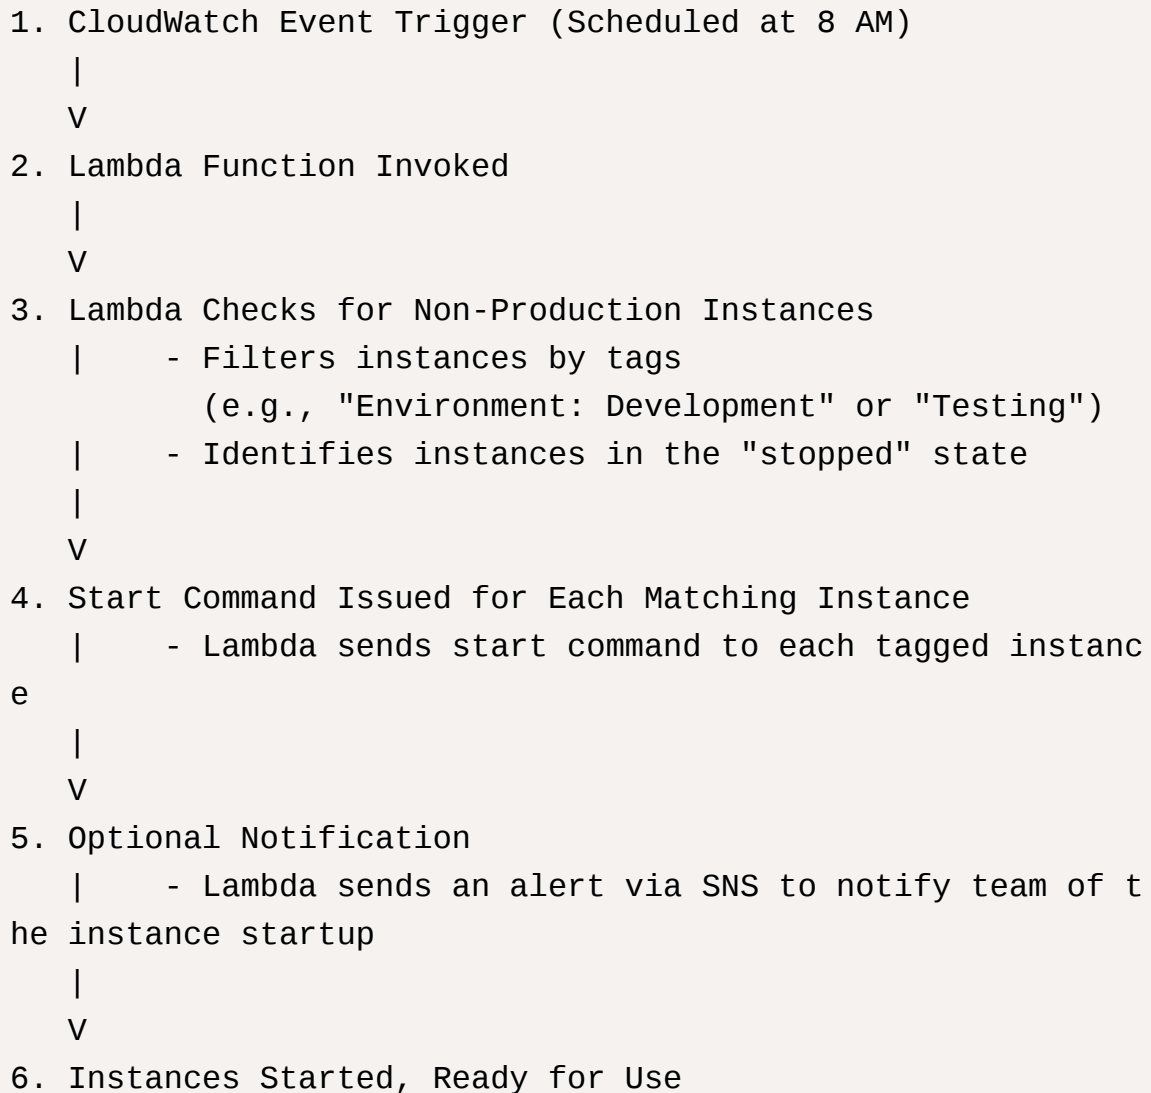 1. CloudWatch Event Trigger (Scheduled at 8 AM)
   |
   V
2. Lambda Function Invoked
   |
   V
3. Lambda Checks for Non-Production Instances
   |    - Filters instances by tags
          (e.g., "Environment: Development" or "Testing")
   |    - Identifies instances in the "stopped" state
   |
   V
4. Start Command Issued for Each Matching Instance
   |    - Lambda sends start command to each tagged instanc
e
   |
   V
5. Optional Notification
   |    - Lambda sends an alert via SNS to notify team of t
he instance startup
   |
   V
6. Instances Started, Ready for Use